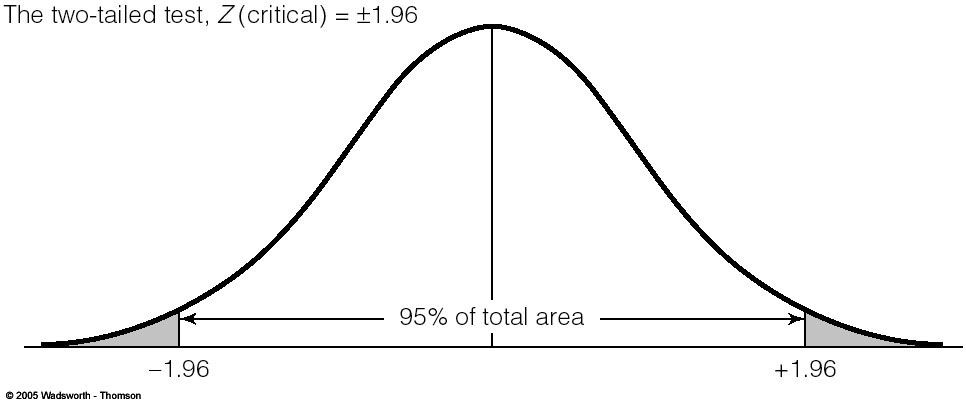 The two-tailed test, Z (critical) = ±1.96
95% of total area
−1.96
+1.96
© 2005 Wadsworth - Thomson